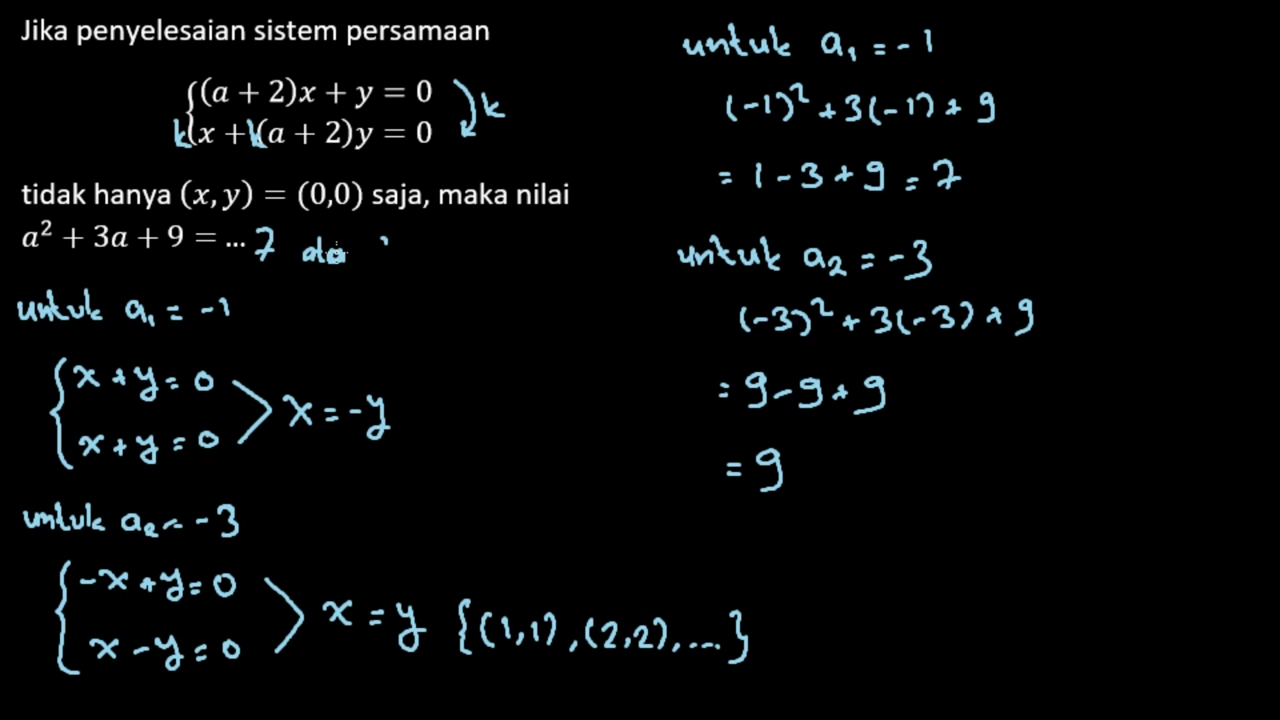 Jika penyelesaian sistem persamaan
(a + 2)x + y = 0
kx + k(a + 2)y = 0
k
tidak hanya (x, y) = (0,0) saja, maka nilai
a² + 3a + 9 = ... 7
untuk a₁ = -1
x + y = 0
x + y = 0
x = -y
untuk a₂ = -3
-x + y = 0
x - y = 0
x = y {(1,1), (2,2), ...}
untuk a₁ = -1
(-1)² + 3(-1) + 9
= 1 - 3 + 9 = 7
untuk a₂ = -3
(-3)² + 3(-3) + 9
= 9 - 9 + 9
= 9